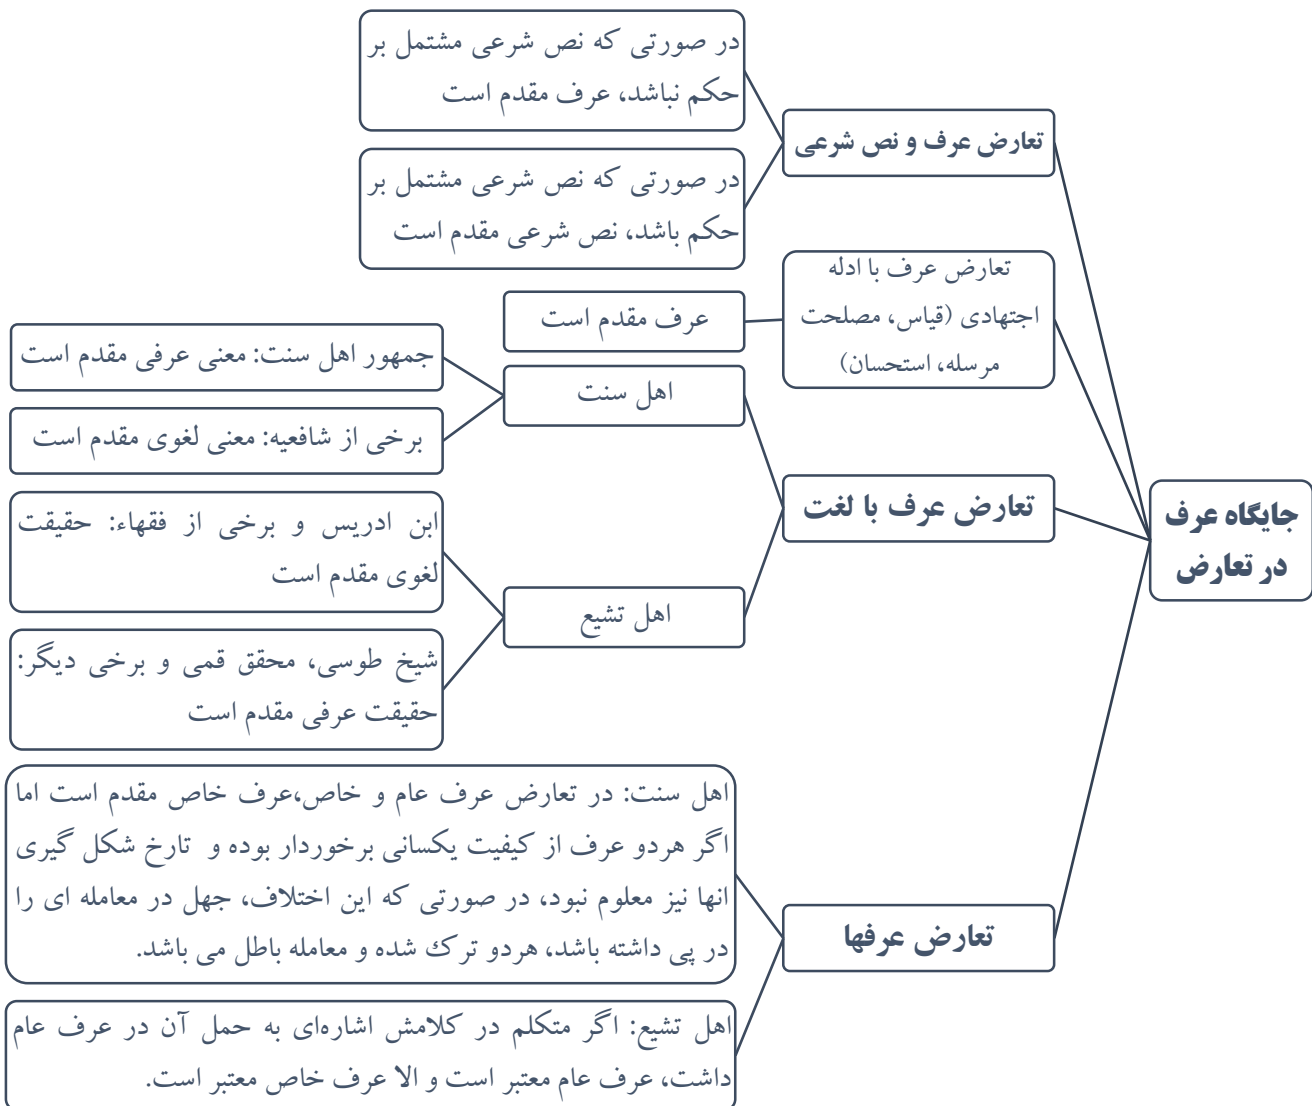 جایگاه عرف
در تعارض
تعارض عرف و نص شرعی
در صورتی که نص شرعی مشتمل بر
حکم نباشد، عرف مقدم است
در صورتی که نص شرعی مشتمل بر
حکم باشد، نص شرعی مقدم است
تعارض عرف با ادله
اجتهادی (قیاس، مصلحت
مرسله، استحسان)
عرف مقدم است
تعارض عرف با لغت
اهل سنت
جمهور اهل سنت: معنی عرفی مقدم است
برخی از شافعیه: معنی لغوی مقدم است
اهل تشیع
ابن ادریس و برخی از فقهاء: حقیقت
لغوی مقدم است
شیخ طوسی، محقق قمی و برخی دیگر:
حقیقت عرفی مقدم است
تعارض عرفها
اهل سنت: در تعارض عرف عام و خاص،عرف خاص مقدم است اما
اگر هردو عرف از کیفیت یکسانی برخوردار بوده و تارخ شکل گیری
انها نیز معلوم نبود، در صورتی که این اختلاف، جهل در معامله ای را
در پی داشته باشد، هردو ترک شده و معامله باطل می باشد.
اهل تشیع: اگر متکلم در کلامش اشاره‌ای به حمل آن در عرف عام
داشت، عرف عام معتبر است و الا عرف خاص معتبر است.